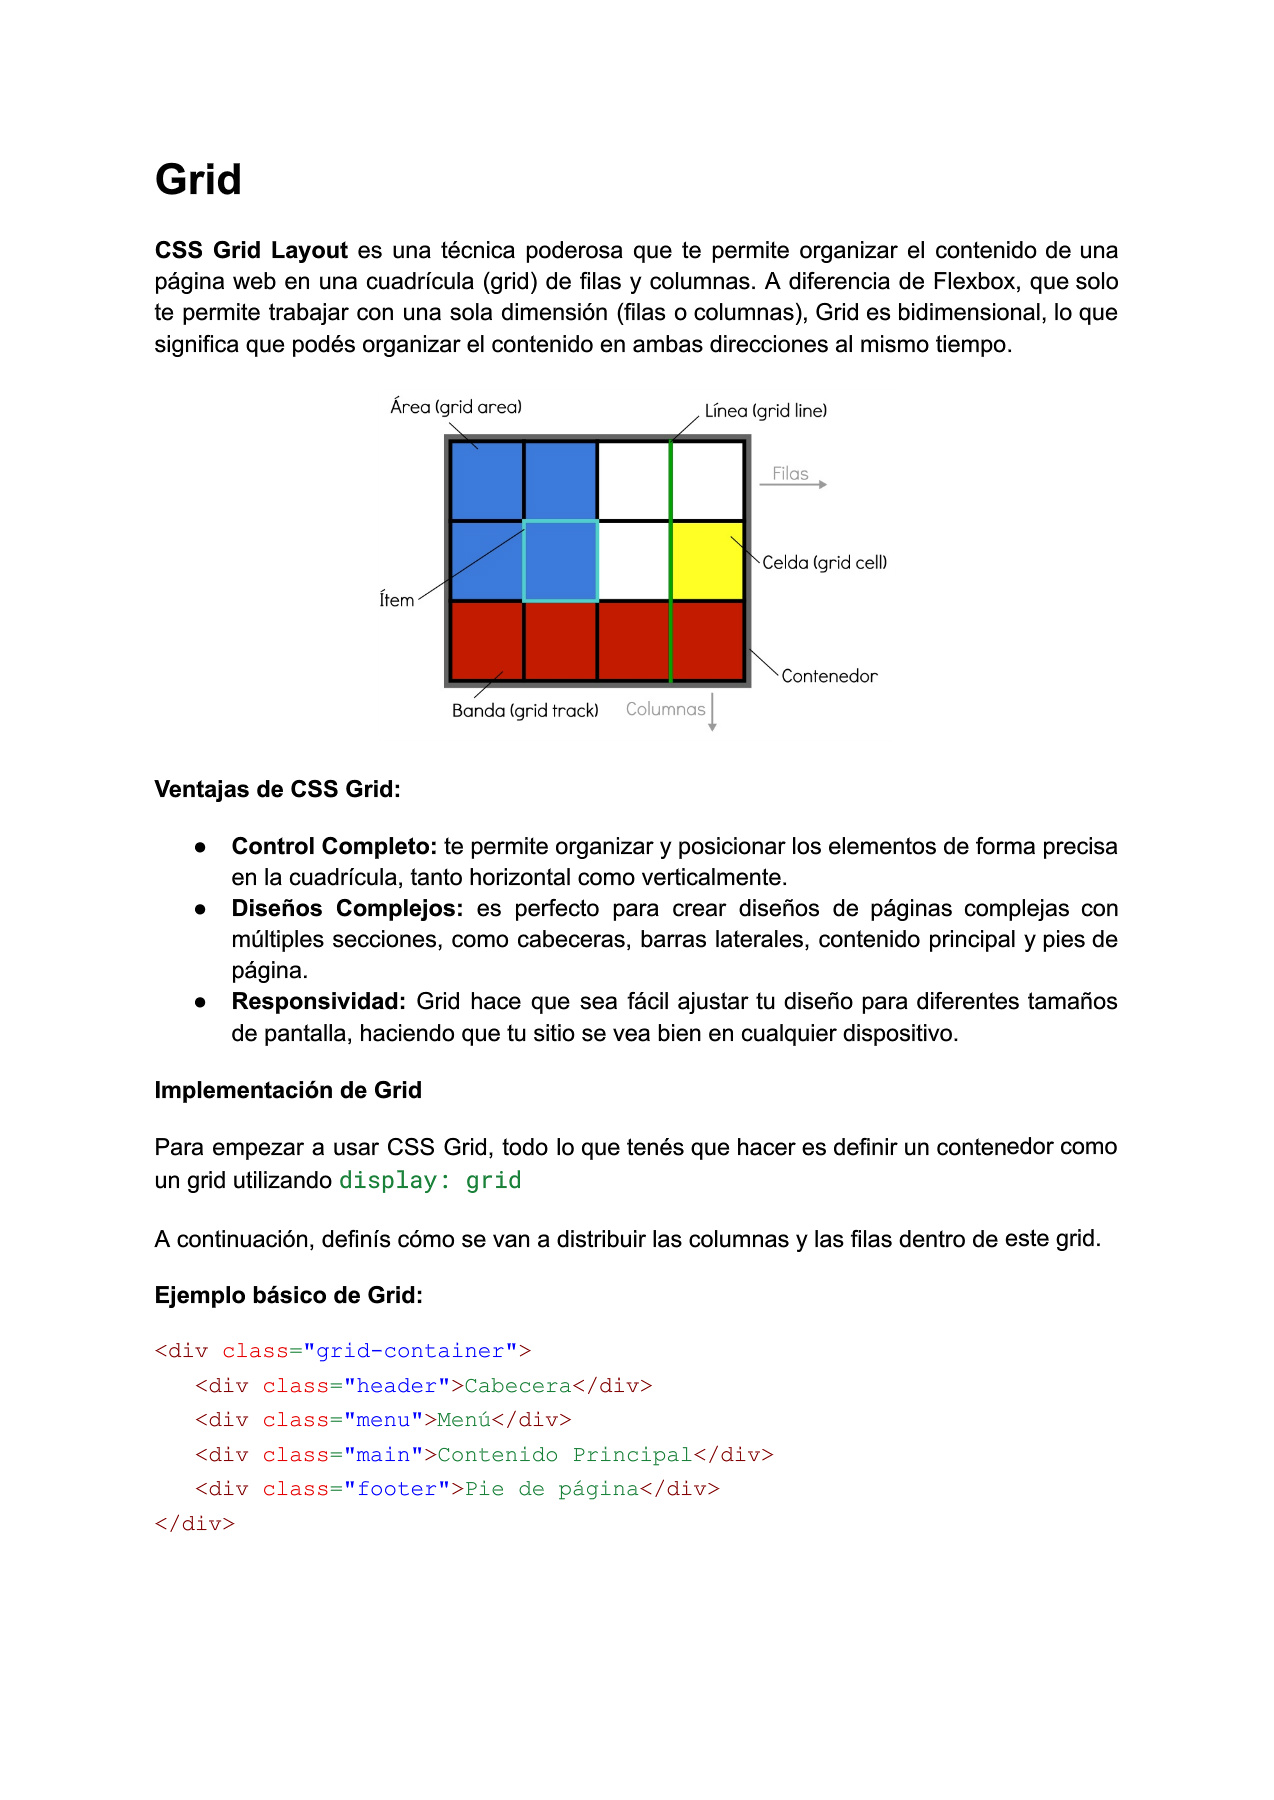 Grid
CSS Grid Layout es una técnica poderosa que te permite organizar el contenido de una
página web en una cuadrícula (grid) de filas y columnas. A diferencia de Flexbox, que solo
te permite trabajar con una sola dimensión (filas o columnas), Grid es bidimensional, lo que
significa que podés organizar el contenido en ambas direcciones al mismo tiempo.
Área (grid area)
Línea (grid line)
Filas
Celda (grid cell)
Ítem
Contenedor
Banda (grid track)
Columnas
Ventajas de CSS Grid:
● Control Completo: te permite organizar y posicionar los elementos de forma precisa
en la cuadrícula, tanto horizontal como verticalmente.
● Diseños Complejos: es perfecto para crear diseños de páginas complejas con
múltiples secciones, como cabeceras, barras laterales, contenido principal y pies de
página.
● Responsividad: Grid hace que sea fácil ajustar tu diseño para diferentes tamaños
de pantalla, haciendo que tu sitio se vea bien en cualquier dispositivo.
Implementación de Grid
Para empezar a usar CSS Grid, todo lo que tenés que hacer es definir un contenedor como
un grid utilizando display: grid
A continuación, definís cómo se van a distribuir las columnas y las filas dentro de este grid.
Ejemplo básico de Grid:
<div class="grid-container">
   <div class="header">Cabecera</div>
   <div class="menu">Menú</div>
   <div class="main">Contenido Principal</div>
   <div class="footer">Pie de página</div>
</div>